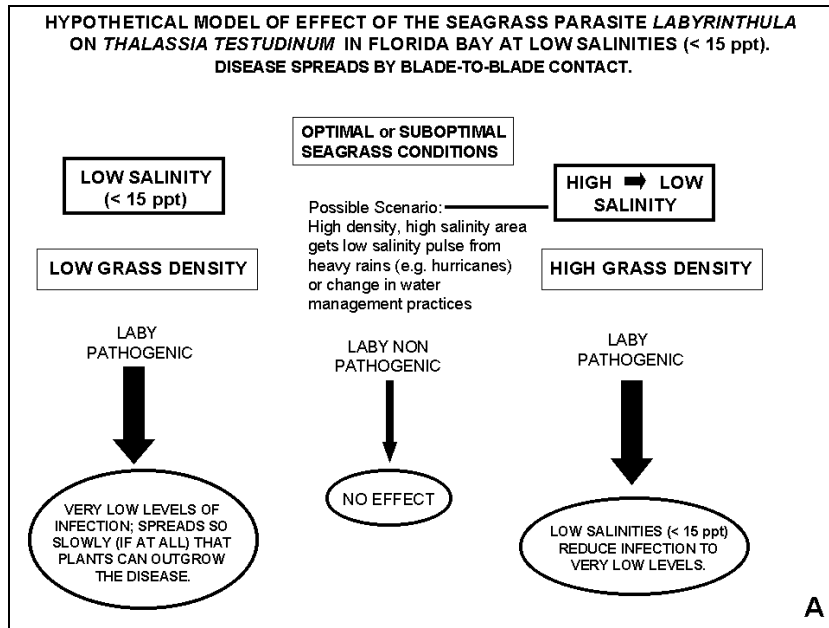 HYPOTHETICAL MODEL OF EFFECT OF THE SEAGRASS PARASITE LABYRINTHULA
ON THALASSIA TESTUDINUM IN FLORIDA BAY AT LOW SALINITIES (< 15 ppt).
DISEASE SPREADS BY BLADE-TO-BLADE CONTACT.
LOW SALINITY
(< 15 ppt)
LOW GRASS DENSITY
LABY
PATHOGENIC
VERY LOW LEVELS OF
INFECTION; SPREADS SO
SLOWLY (IF AT ALL) THAT
PLANTS CAN OUTGROW
THE DISEASE.
OPTIMAL or SUBOPTIMAL
SEAGRASS CONDITIONS
Possible Scenario:
High density, high salinity area
gets low salinity pulse from
heavy rains (e.g. hurricanes)
or change in water
management practices
LABY NON
PATHOGENIC
NO EFFECT
HIGH ➡ LOW
SALINITY
HIGH GRASS DENSITY
LABY
PATHOGENIC
LOW SALINITIES (< 15 ppt)
REDUCE INFECTION TO
VERY LOW LEVELS.
A